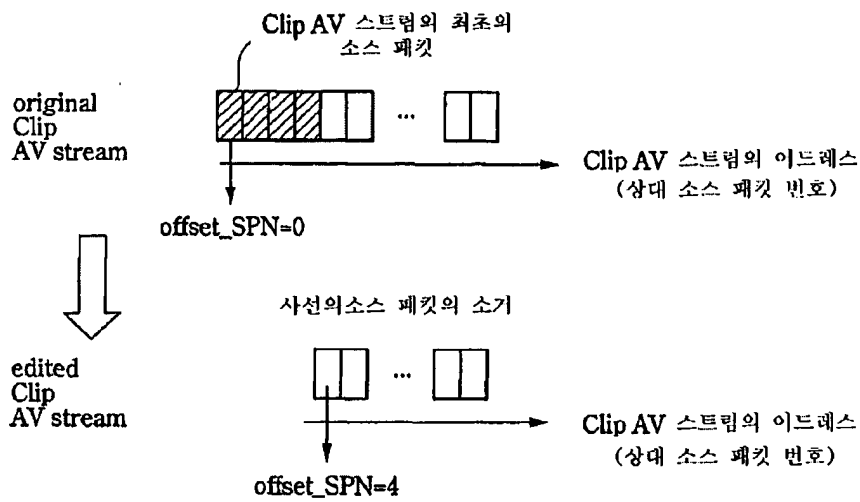 Clip AV 스트림의 최초의
소스 패킷
original
Clip
AV stream
...
Clip AV 스트림의 어드레스
(상대 소스 패킷 번호)
offset_SPN=0
사선의소스 패킷의 소거
edited
Clip
AV stream
...
Clip AV 스트림의 어드레스
(상대 소스 패킷 번호)
offset_SPN=4